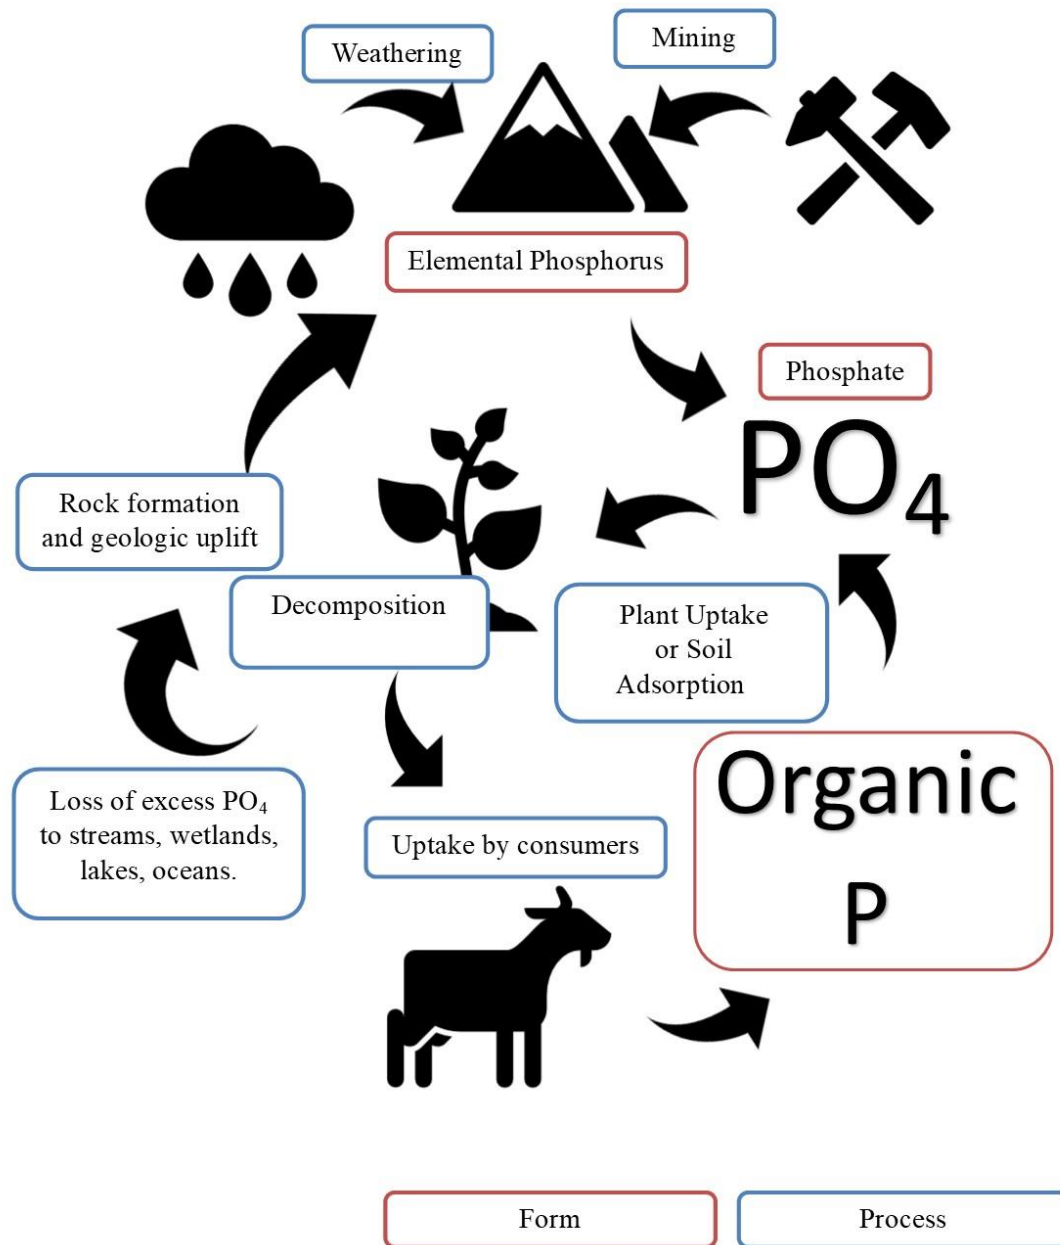 Weathering
Mining
Elemental Phosphorus
Phosphate
PO₄
Rock formation
and geologic uplift
Decomposition
Plant Uptake
or Soil
Adsorption
Loss of excess PO₄
to streams, wetlands,
lakes, oceans.
Uptake by consumers
Organic
P
Form
Process